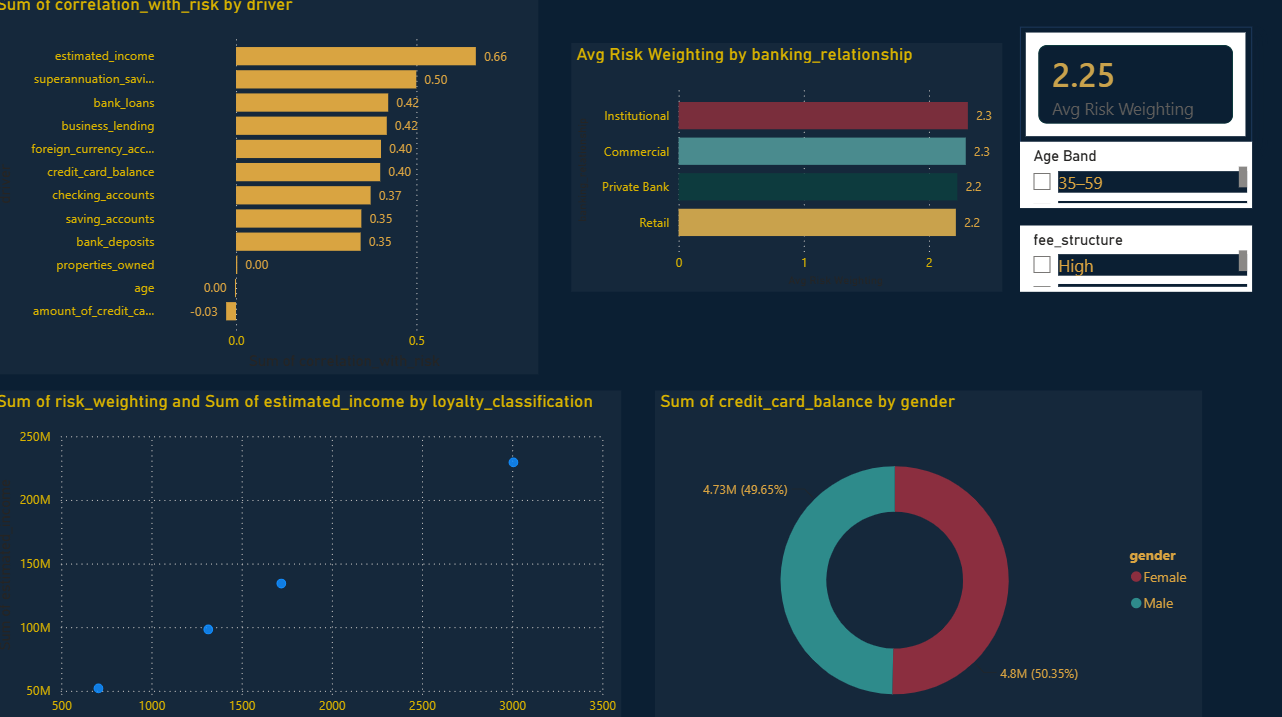 Sum of correlation_with_risk by driver
estimated_income 0.66
superannuation_savi... 0.50
bank_loans 0.42
business_lending 0.42
foreign_currency_acc... 0.40
credit_card_balance 0.40
checking_accounts 0.37
saving_accounts 0.35
bank_deposits 0.35
properties_owned 0.00
age 0.00
amount_of_credit_ca... -0.03
0.0 0.5
Avg Risk Weighting by banking_relationship
Institutional 2.3
Commercial 2.3
Private Bank 2.2
Retail 2.2
0 1 2
2.25
Avg Risk Weighting
Age Band
35–59
fee_structure
High
Sum of risk_weighting and Sum of estimated_income by loyalty_classification
250M
200M
150M
100M
50M
500 1000 1500 2000 2500 3000 3500
Sum of credit_card_balance by gender
4.73M (49.65%)
4.8M (50.35%)
gender
Female
Male